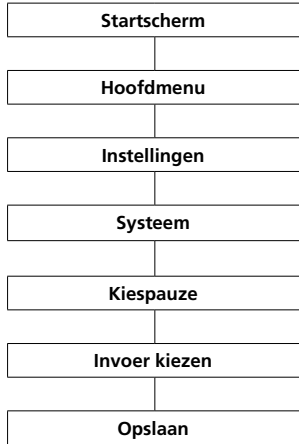 Startscherm
Hoofdmenu
Instellingen
Systeem
Kiespauze
Invoer kiezen
Opslaan